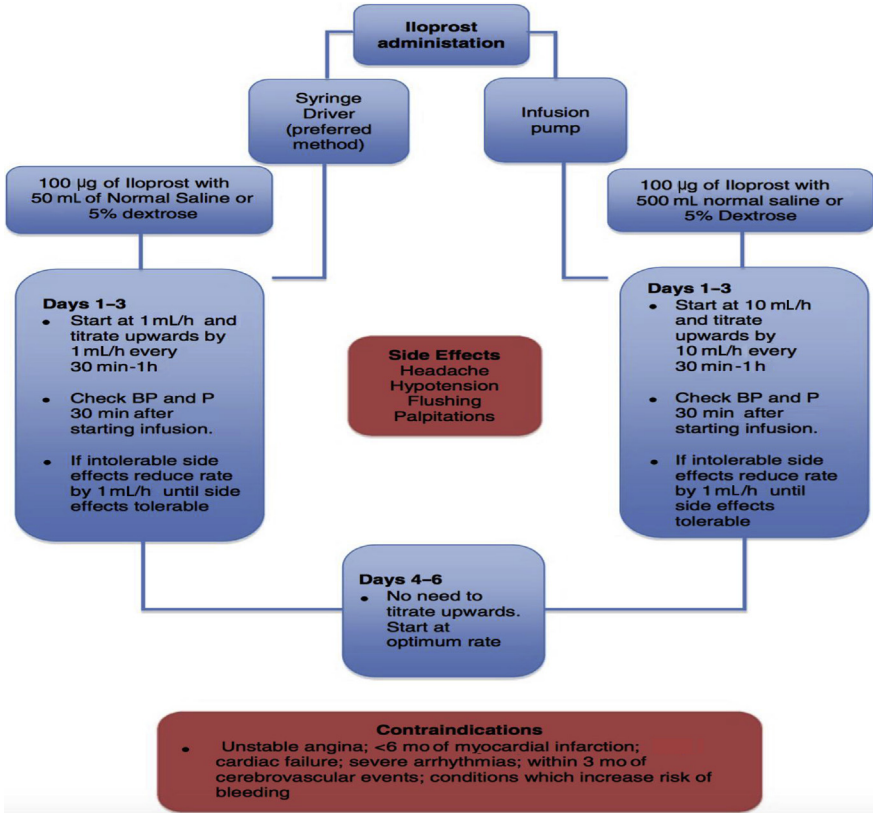 Iloprost
administation
Syringe
Driver
(preferred
method)
Infusion
pump
100 µg of Iloprost with
50 mL of Normal Saline or
5% dextrose
100 µg of Iloprost with
500 mL normal saline or
5% Dextrose
Days 1–3
• Start at 1 mL/h and
titrate upwards by
1 mL/h every
30 min-1h
• Check BP and P
30 min after
starting infusion.
• If intolerable side
effects reduce rate
by 1 mL/h until side
effects tolerable
Side Effects
Headache
Hypotension
Flushing
Palpitations
Days 1–3
• Start at 10 mL/h
and titrate
upwards by
10 mL/h every
30 min-1h
• Check BP and P
30 min after
starting infusion.
• If intolerable side
effects reduce rate
by 1 mL/h until
side effects
tolerable
Days 4–6
• No need to
titrate upwards.
Start at
optimum rate
Contraindications
• Unstable angina; <6 mo of myocardial infarction;
cardiac failure; severe arrhythmias; within 3 mo of
cerebrovascular events; conditions which increase risk of
bleeding